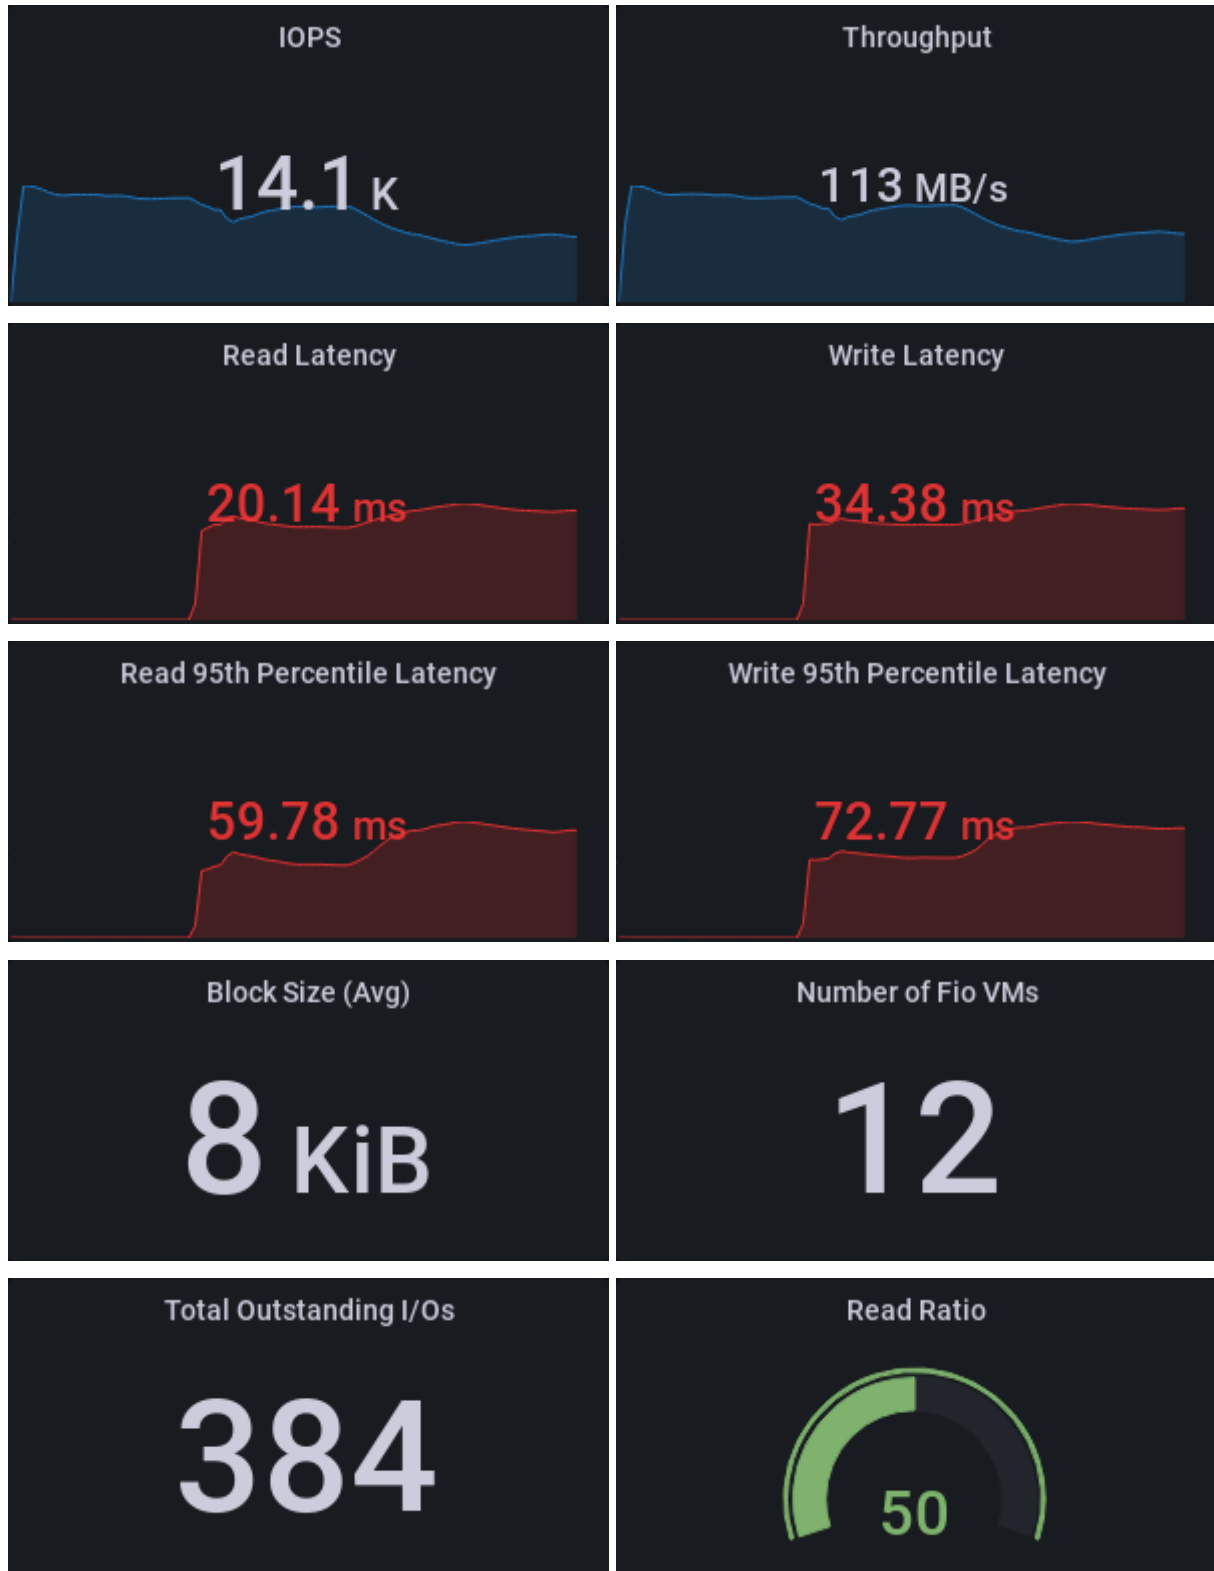 IOPS
14.1 K
Throughput
113 MB/s
Read Latency
20.14 ms
Write Latency
34.38 ms
Read 95th Percentile Latency
59.78 ms
Write 95th Percentile Latency
72.77 ms
Block Size (Avg)
8 KiB
Number of Fio VMs
12
Total Outstanding I/Os
384
Read Ratio
50